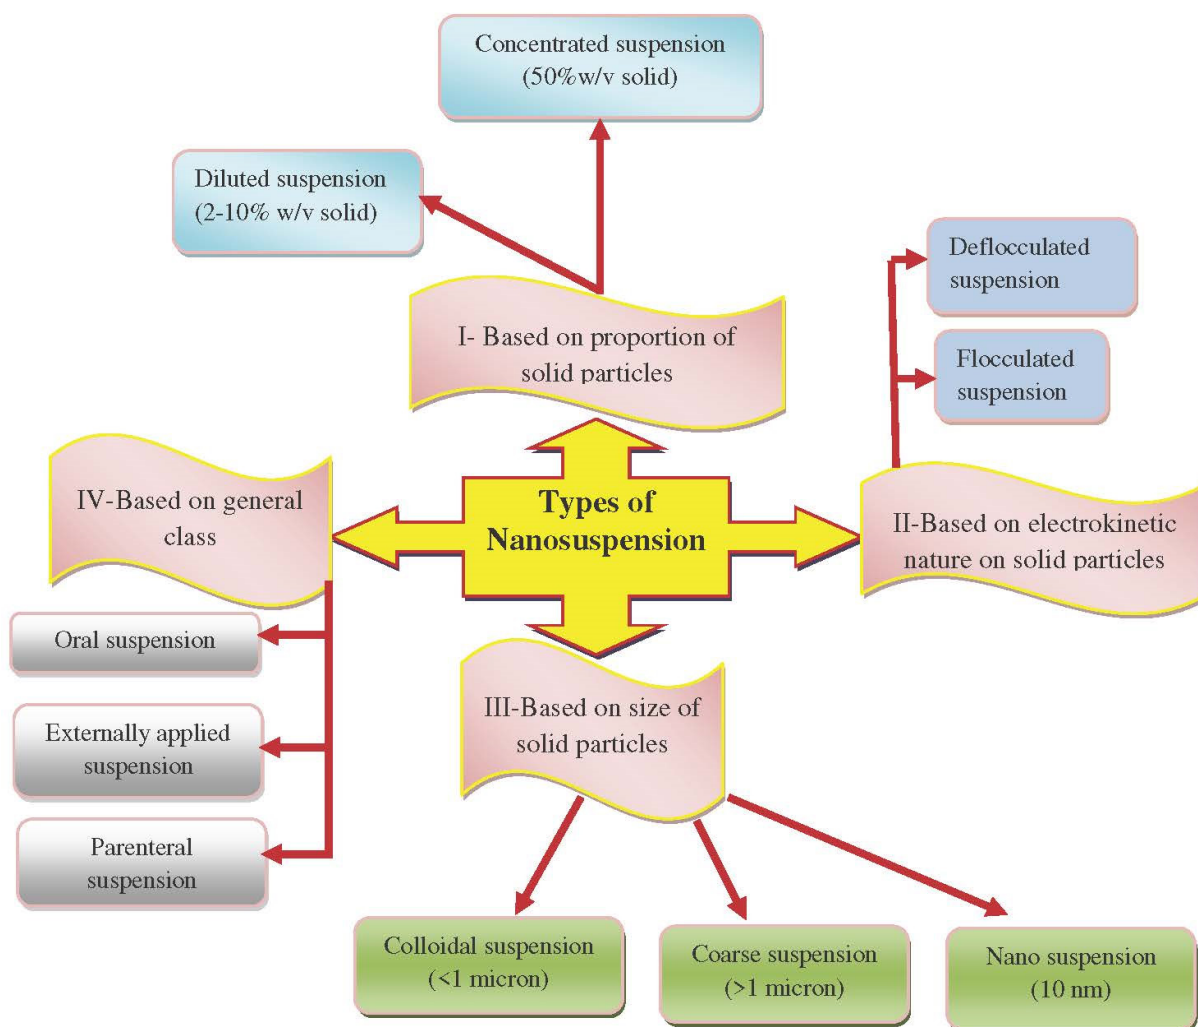 Concentrated suspension
(50%w/v solid)
Diluted suspension
(2-10% w/v solid)
Deflocculated
suspension
Flocculated
suspension
I- Based on proportion of
solid particles
IV-Based on general
class
Types of
Nanosuspension
II-Based on electrokinetic
nature on solid particles
Oral suspension
Externally applied
suspension
Parenteral
suspension
III-Based on size of
solid particles
Colloidal suspension
(<1 micron)
Coarse suspension
(>1 micron)
Nano suspension
(10 nm)